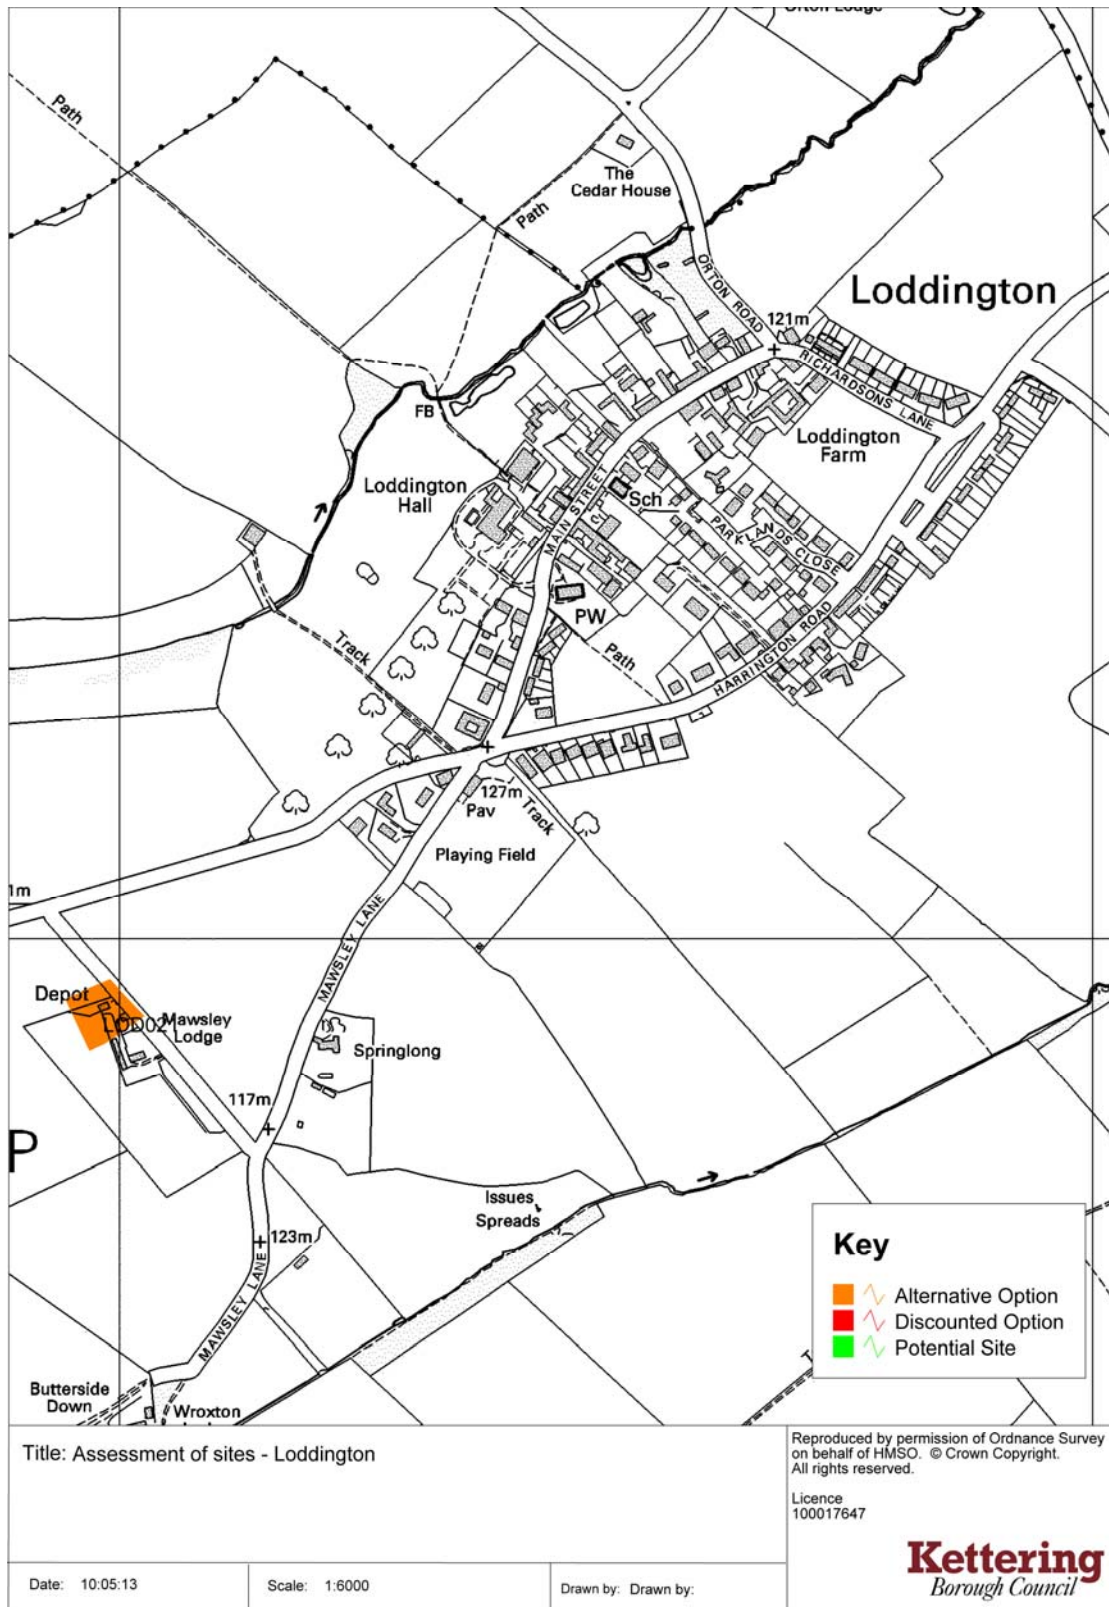 Orton Lodge
Path
The
Cedar House
Path
ORTON ROAD
Loddington
121m
RICHARDSONS LANE
FB
Loddington
Farm
Loddington
Hall
MAIN STREET
Sch
PARKLANDS CLOSE
PW
Track
Path
HARRINGTON ROAD
127m
Pav
Track
Playing Field
1m
MAWSLEY LANE
Depot
LOD02
Mawsley
Lodge
Springlong
117m
P
Issues
Spreads
123m
MAWSLEY LANE
Butterside
Down
Wroxton
T
Key
Alternative Option
Discounted Option
Potential Site
Title: Assessment of sites - Loddington
Reproduced by permission of Ordnance Survey
on behalf of HMSO. © Crown Copyright.
All rights reserved.
Licence
100017647
Kettering
Borough Council
Date: 10:05:13
Scale: 1:6000
Drawn by: Drawn by: